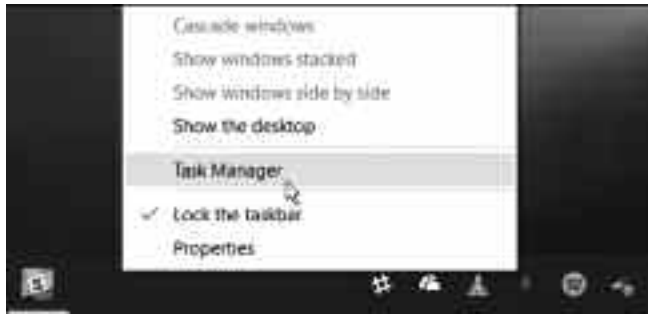 Cascade windows
Show windows stacked
Show windows side by side
Show the desktop
Task Manager
Lock the taskbar
Properties